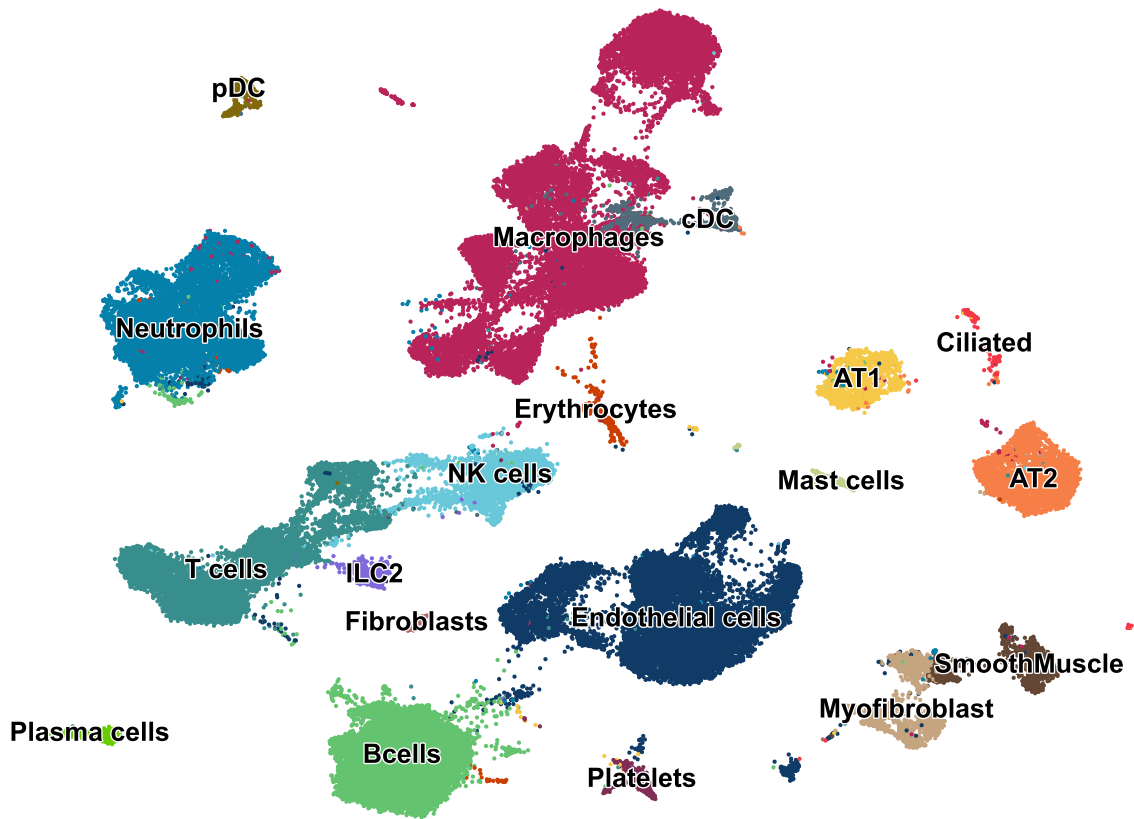 pDC
cDC
Macrophages
Neutrophils
Ciliated
AT1
Erythrocytes
NK cells
Mast cells
AT2
T cells
ILC2
Fibroblasts
Endothelial cells
SmoothMuscle
Myofibroblast
Plasma cells
Bcells
Platelets